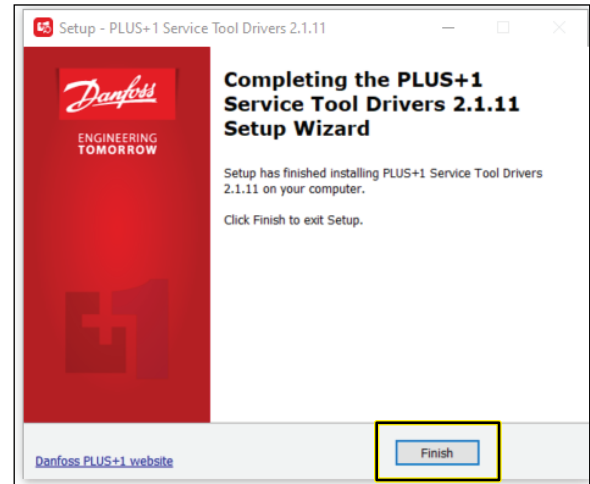 Setup - PLUS+1 Service Tool Drivers 2.1.11
Danfoss
ENGINEERING
TOMORROW
Completing the PLUS+1
Service Tool Drivers 2.1.11
Setup Wizard
Setup has finished installing PLUS+1 Service Tool Drivers
2.1.11 on your computer.
Click Finish to exit Setup.
+1
Danfoss PLUS+1 website
Finish